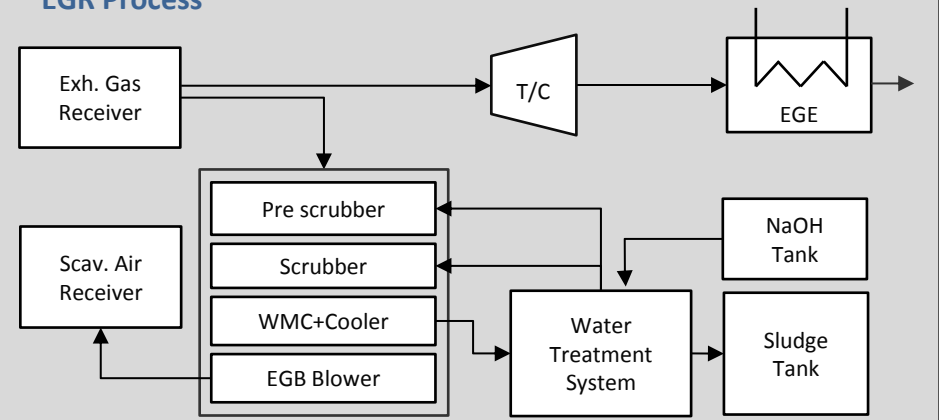 EGR Process
Exh. Gas
Receiver
T/C
EGE
Pre scrubber
Scrubber
WMC+Cooler
EGB Blower
Scav. Air
Receiver
NaOH
Tank
Water
Treatment
System
Sludge
Tank